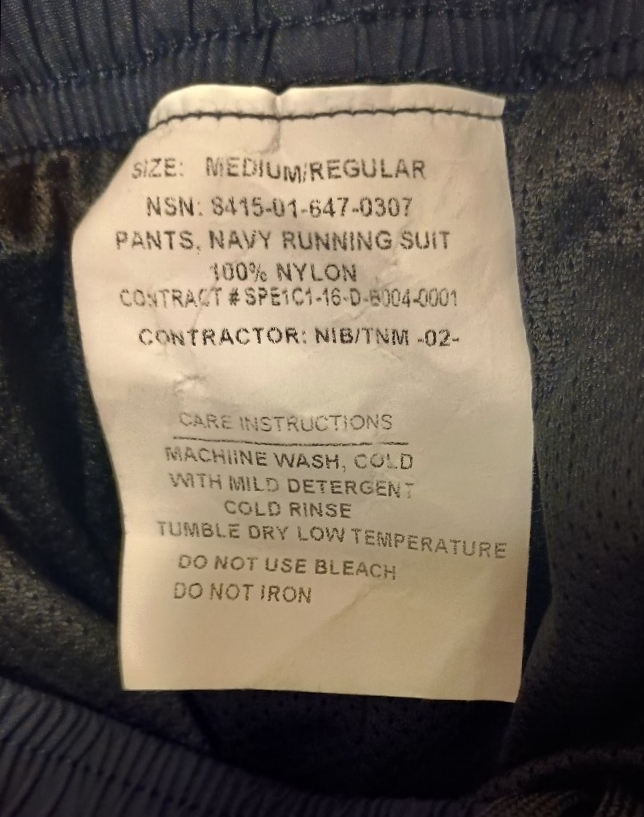 SIZE: MEDIUM/REGULAR
NSN: 8415-01-647-0307
PANTS, NAVY RUNNING SUIT
100% NYLON
CONTRACT # SPE1C1-16-D-B004-0001
CONTRACTOR: NIB/TNM -02-
CARE INSTRUCTIONS
MACHIINE WASH, COLD
WITH MILD DETERGENT
COLD RINSE
TUMBLE DRY LOW TEMPERATURE
DO NOT USE BLEACH
DO NOT IRON